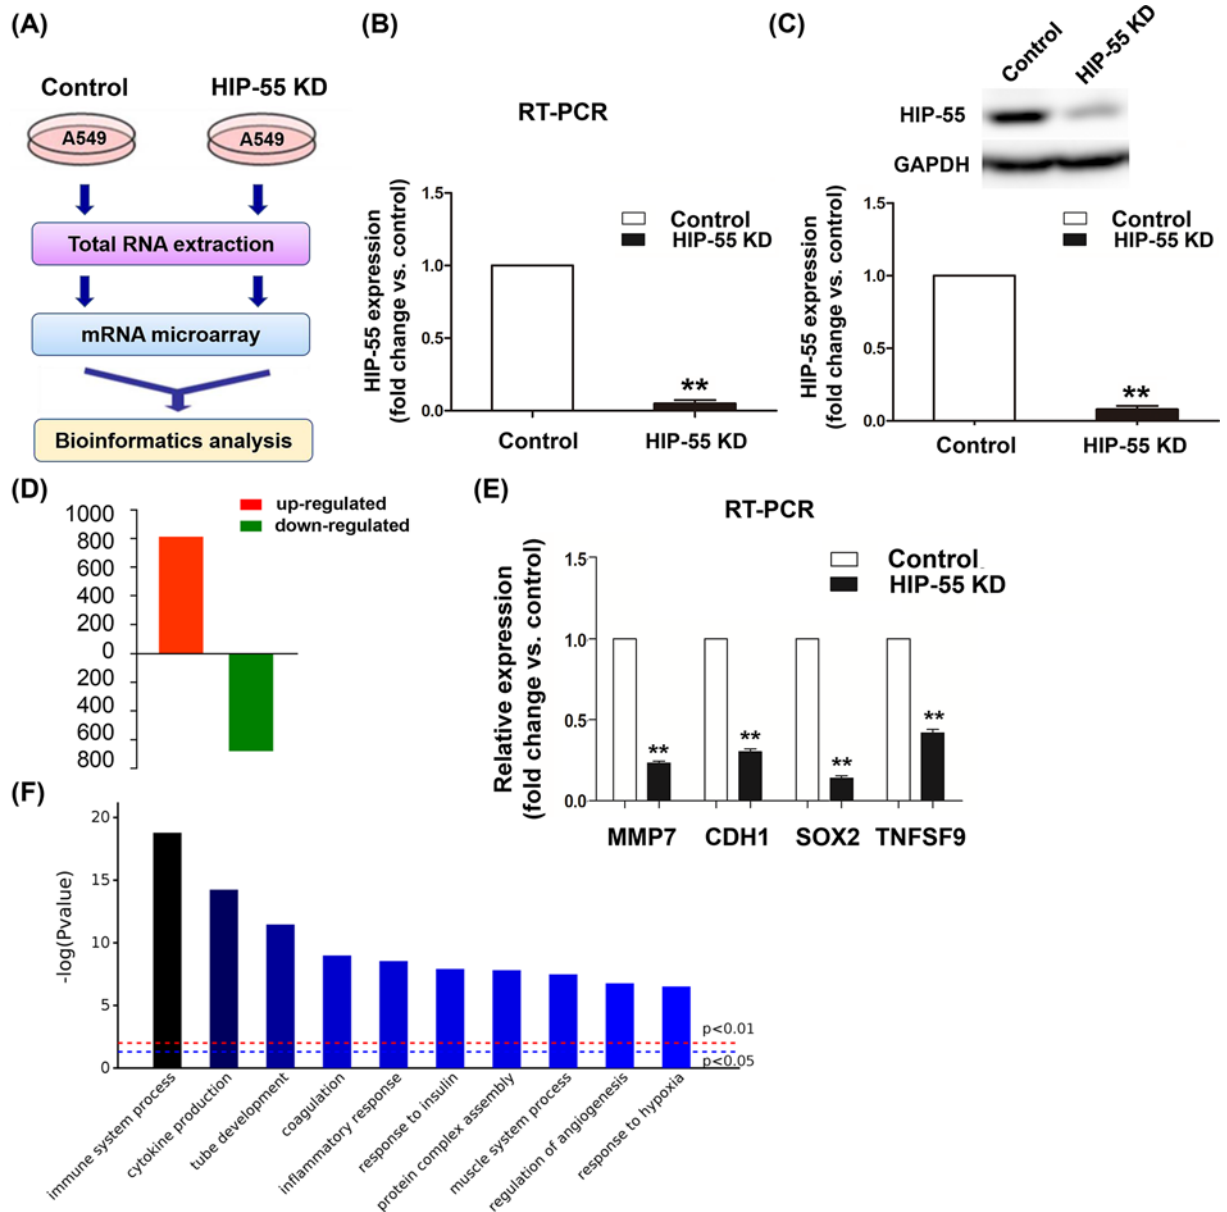 (A)
Control
HIP-55 KD
A549
A549
Total RNA extraction
mRNA microarray
Bioinformatics analysis
(B)
RT-PCR
HIP-55 expression
(fold change vs. control)
1.5
1.0
0.5
0.0
Control
HIP-55 KD
**
Control
HIP-55 KD
(C)
Control
HIP-55 KD
HIP-55
GAPDH
HIP-55 expression
(fold change vs. control)
1.5
1.0
0.5
0.0
Control
HIP-55 KD
**
Control
HIP-55 KD
(D)
up-regulated
down-regulated
1000
800
600
400
200
0
200
400
600
800
(E)
RT-PCR
Relative expression
(fold change vs. control)
1.5
1.0
0.5
0.0
Control
HIP-55 KD
**
**
**
**
MMP7
CDH1
SOX2
TNFSF9
(F)
-log(Pvalue)
20
15
10
5
0
p<0.01
p<0.05
immune system process
cytokine production
tube development
coagulation
inflammatory response
response to insulin
protein complex assembly
muscle system process
regulation of angiogenesis
response to hypoxia